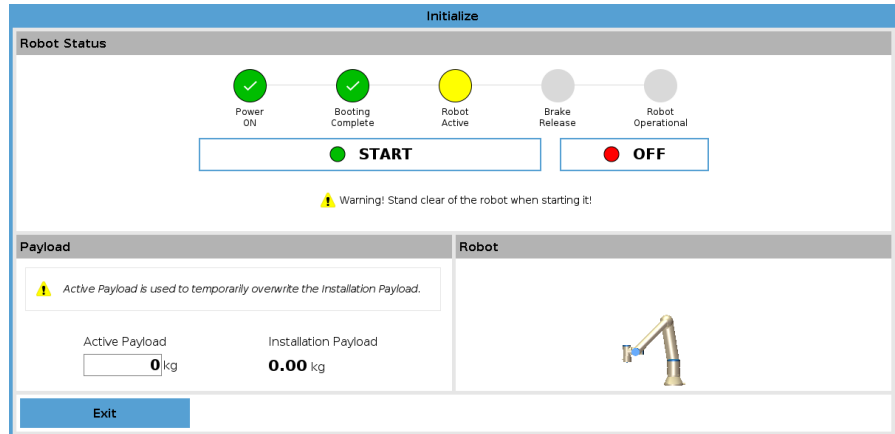 Initialize
Robot Status
Power
ON
Booting
Complete
Robot
Active
Brake
Release
Robot
Operational
START
OFF
Warning! Stand clear of the robot when starting it!
Payload
Robot
Active Payload is used to temporarily overwrite the Installation Payload.
Active Payload
Installation Payload
0 kg
0.00 kg
Exit